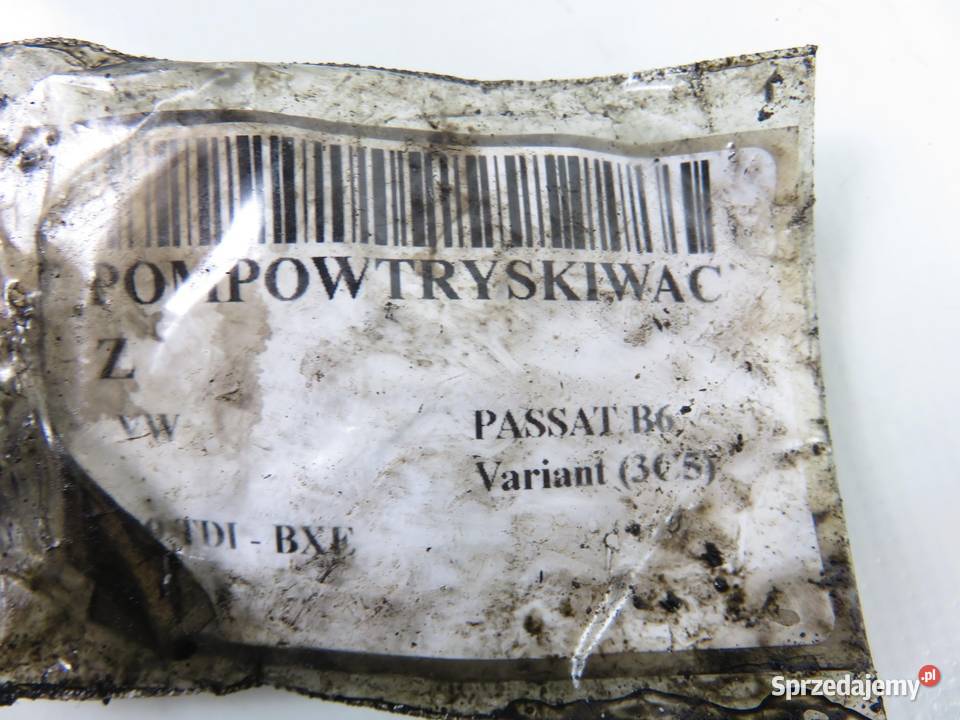 POMPOWTRYSKIWAC
Z
VW
PASSAT B6
Variant (3C5)
TDI - BXE
Sprzedajemy.pl